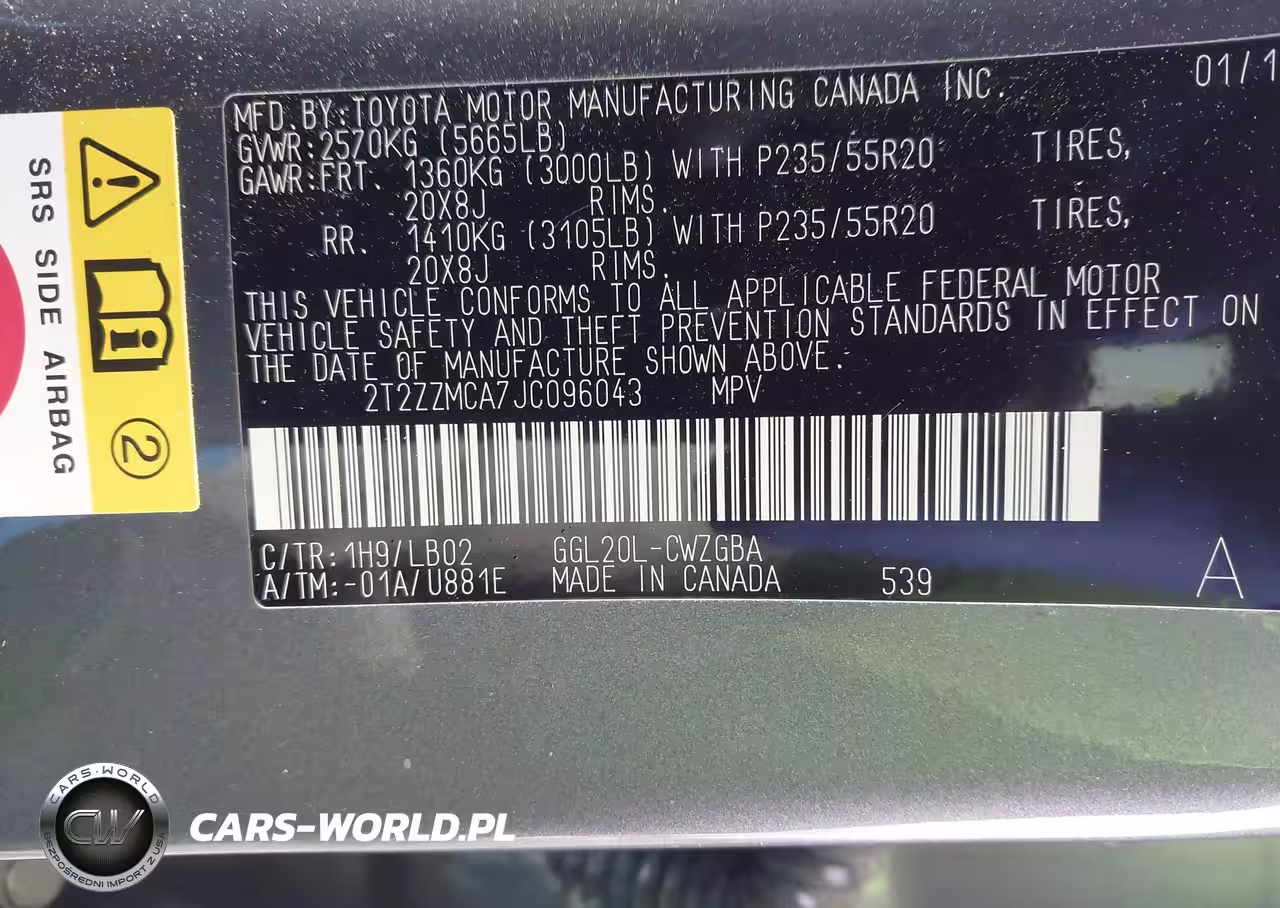 01/1
MFD. BY: TOYOTA MOTOR MANUFACTURING CANADA INC.
GVWR: 2570KG (5665LB)
GAWR: FRT. 1360KG (3000LB) WITH P235/55R20 TIRES,
20X8J RIMS.
RR. 1410KG (3105LB) WITH P235/55R20 TIRES,
20X8J RIMS.
THIS VEHICLE CONFORMS TO ALL APPLICABLE FEDERAL MOTOR
VEHICLE SAFETY AND THEFT PREVENTION STANDARDS IN EFFECT ON
THE DATE OF MANUFACTURE SHOWN ABOVE.
2T2ZZMCA7JC096043 MPV
C/TR: 1H9/LB02 GGL20L-CWZGBA
A/TM: -01A/U881E MADE IN CANADA 539
A
SRS SIDE AIRBAG
2
CARS-WORLD
CW
BEZPOŚREDNI IMPORT Z USA
CARS-WORLD.PL